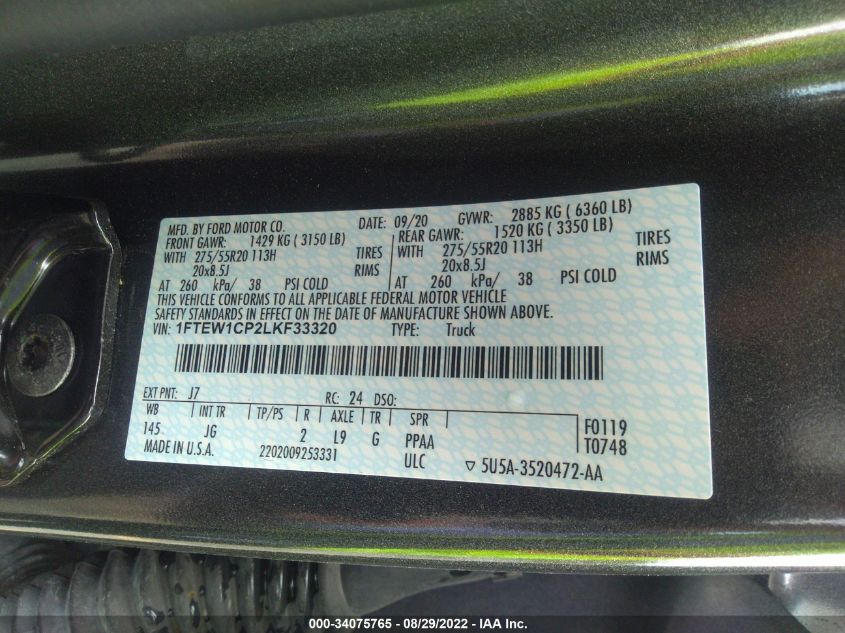 MFD. BY FORD MOTOR CO. DATE: 09/20 GVWR: 2885 KG ( 6360 LB)
FRONT GAWR: 1429 KG ( 3150 LB) REAR GAWR: 1520 KG ( 3350 LB)
WITH 275/55R20 113H TIRES WITH 275/55R20 113H TIRES
20x8.5J RIMS 20x8.5J RIMS
AT 260 kPa/ 38 PSI COLD AT 260 kPa/ 38 PSI COLD
THIS VEHICLE CONFORMS TO ALL APPLICABLE FEDERAL MOTOR VEHICLE
SAFETY STANDARDS IN EFFECT ON THE DATE OF MANUFACTURE SHOWN ABOVE.
VIN: 1FTEW1CP2LKF33320 TYPE: Truck
EXT PNT: J7 RC: 24 DSO:
WB INT TR TP/PS R AXLE TR SPR F0119
145 JG 2 L9 G PPAA T0748
MADE IN U.S.A. 2202009253331 ULC ▽ 5U5A-3520472-AA
000 - 34075765 - 08/29/2022 - IAA Inc.